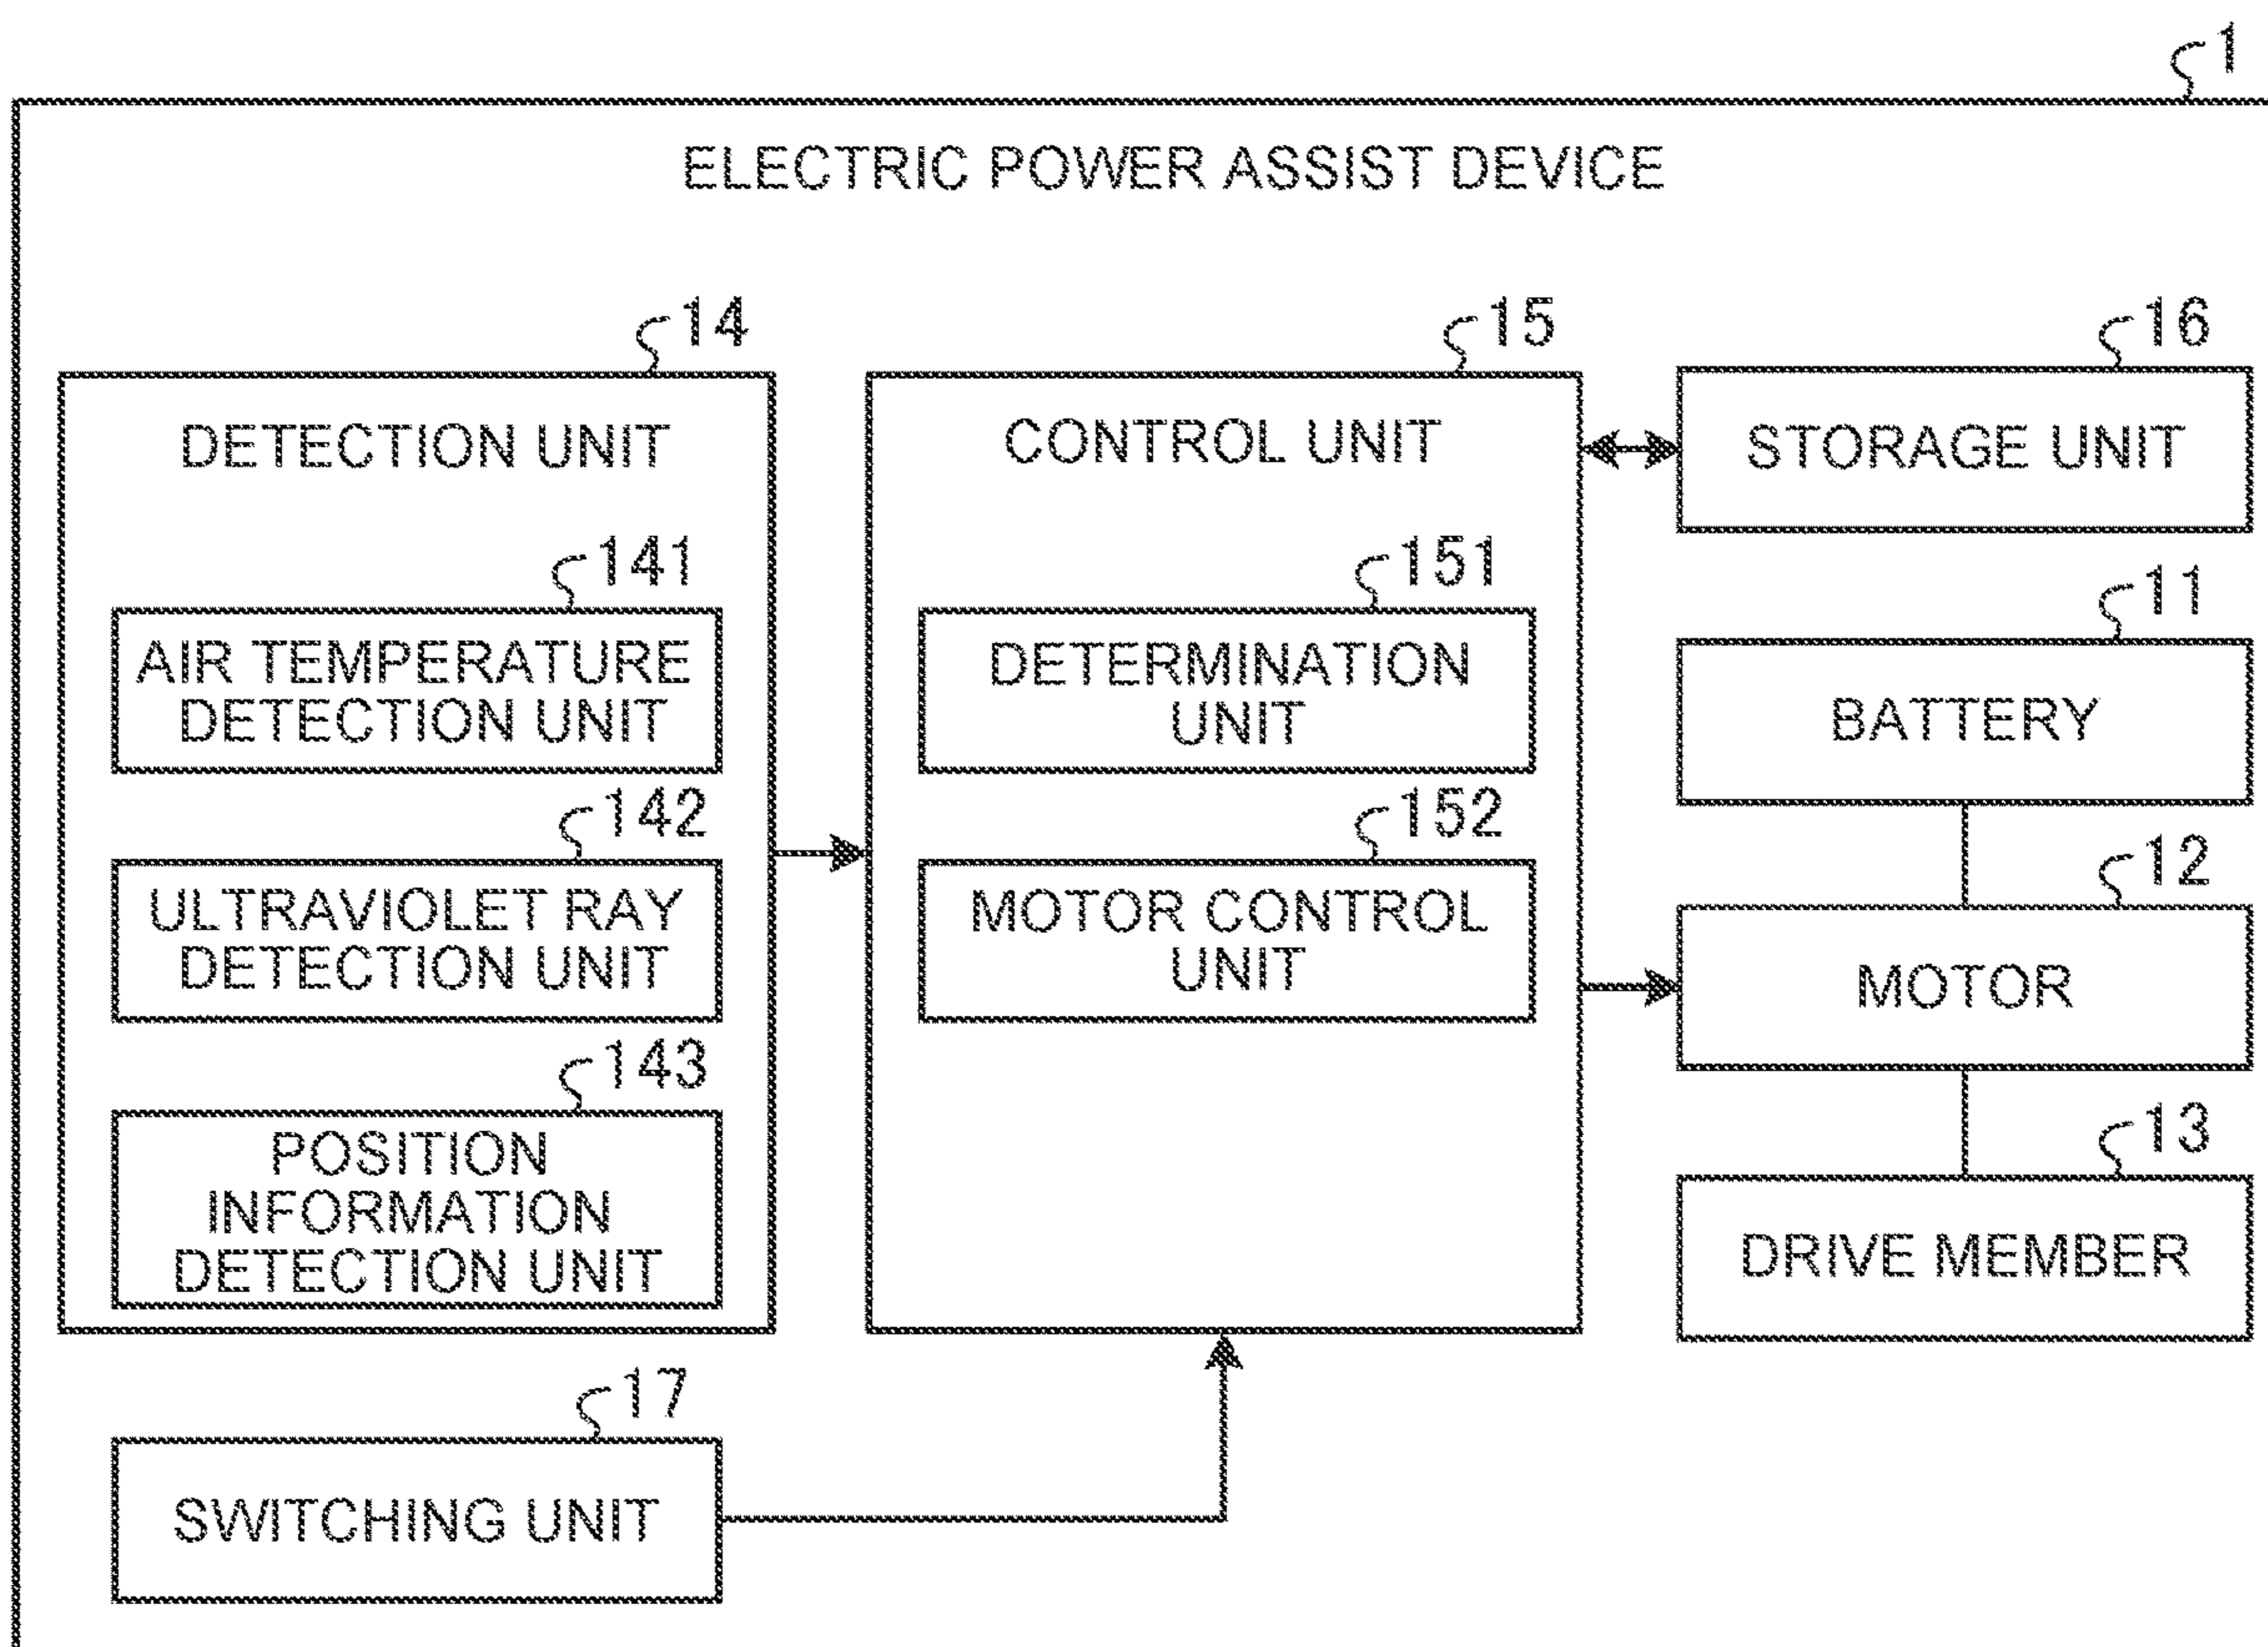 1
ELECTRIC POWER ASSIST DEVICE
14
DETECTION UNIT
141
AIR TEMPERATURE
DETECTION UNIT
142
ULTRAVIOLET RAY
DETECTION UNIT
143
POSITION
INFORMATION
DETECTION UNIT
17
SWITCHING UNIT
15
CONTROL UNIT
151
DETERMINATION
UNIT
152
MOTOR CONTROL
UNIT
16
STORAGE UNIT
11
BATTERY
12
MOTOR
13
DRIVE MEMBER